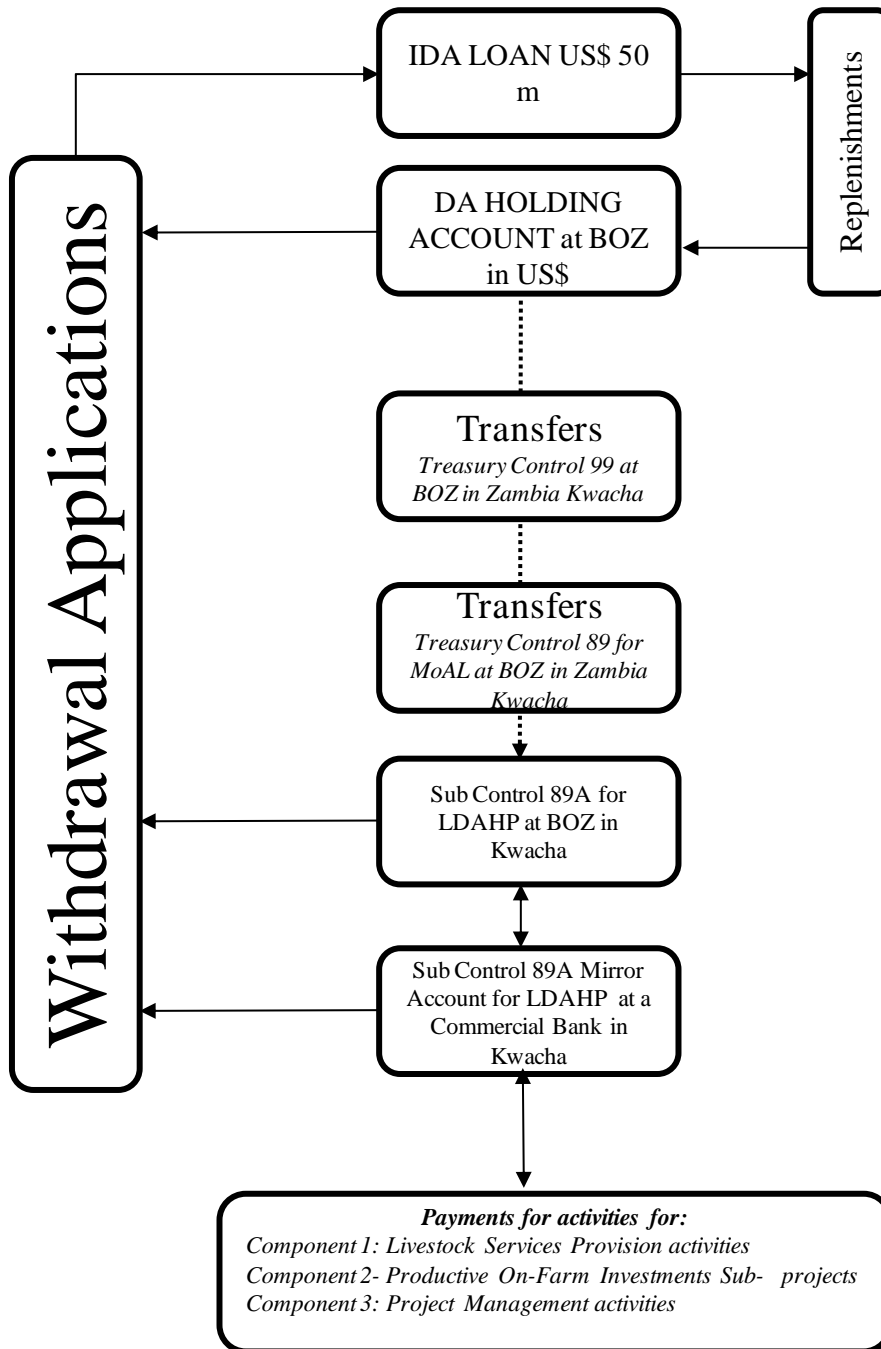 IDA LOAN US$ 50
m
Replenishments
DA HOLDING
ACCOUNT at BOZ
in US$
Withdrawal Applications
Transfers
Treasury Control 99 at
BOZ in Zambia Kwacha
Transfers
Treasury Control 89 for
MoAL at BOZ in Zambia
Kwacha
Sub Control 89A for
LDAHP at BOZ in
Kwacha
Sub Control 89A Mirror
Account for LDAHP at a
Commercial Bank in
Kwacha
Payments for activities for:
Component 1: Livestock Services Provision activities
Component 2- Productive On-Farm Investments Sub- projects
Component 3: Project Management activities